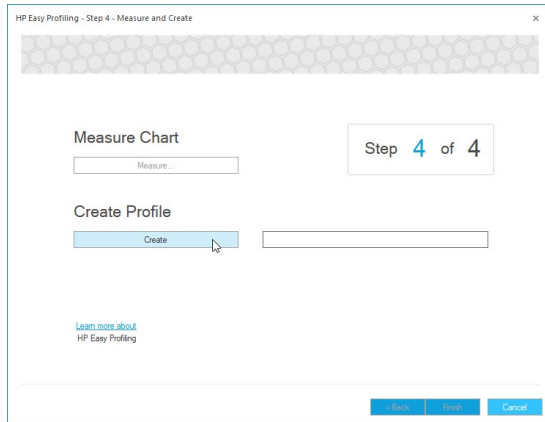 HP Easy Profiling - Step 4 - Measure and Create
Measure Chart
Step 4 of 4
Measure...
Create Profile
Create
Learn more about
HP Easy Profiling
< Back Finish Cancel